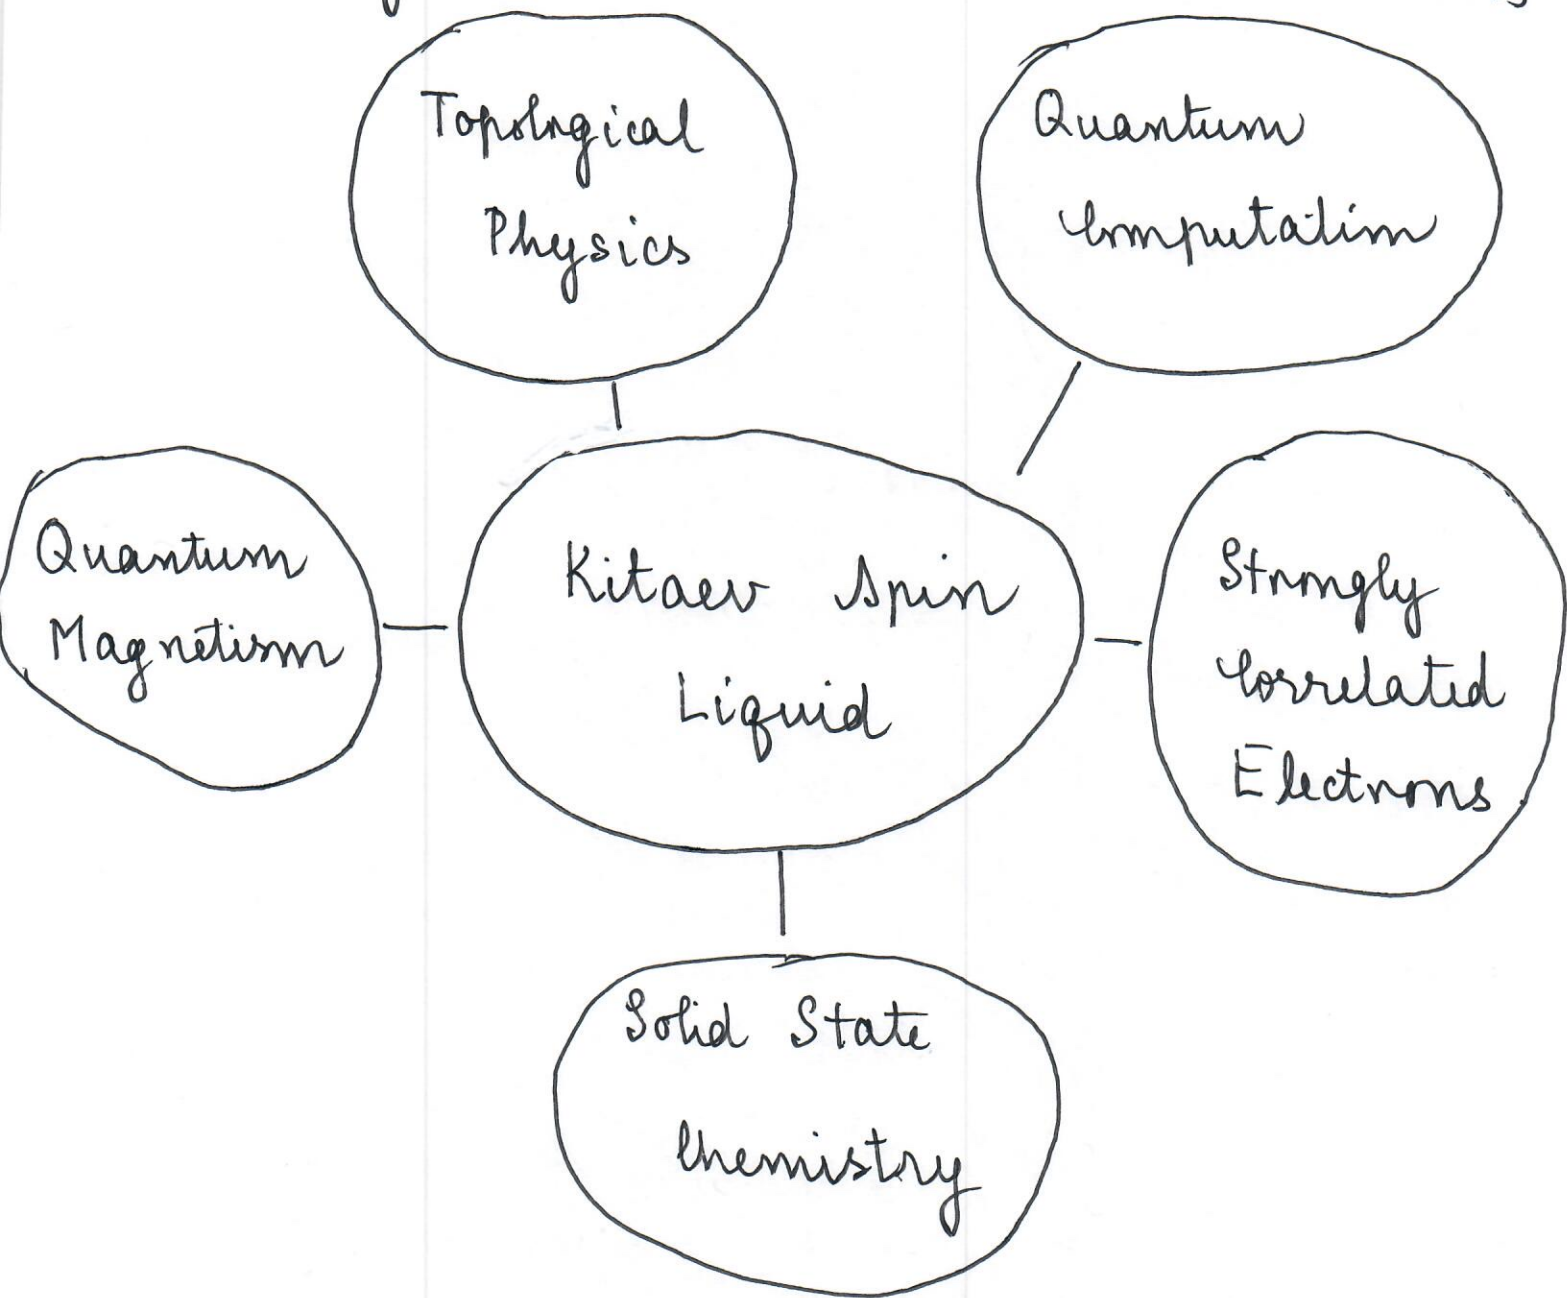 Topological
Physics
Quantum
Computation
Quantum
Magnetism
Kitaev Spin
Liquid
Strongly
Correlated
Electrons
Solid State
Chemistry